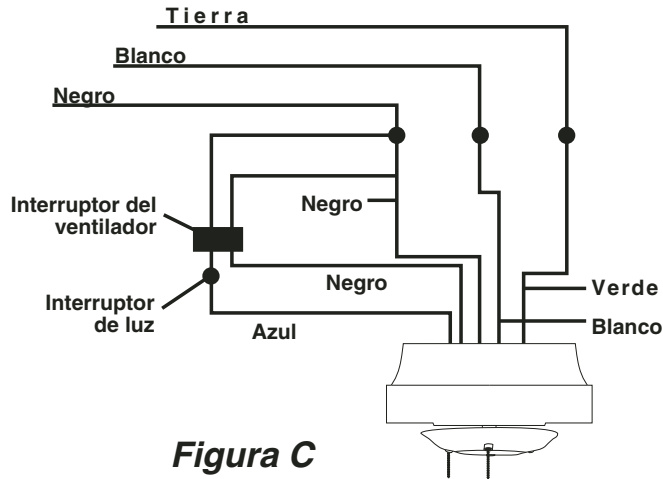 Tierra
Blanco
Negro
Interruptor del
ventilador
Negro
Negro
Interruptor
de luz
Azul
Verde
Blanco
Figura C